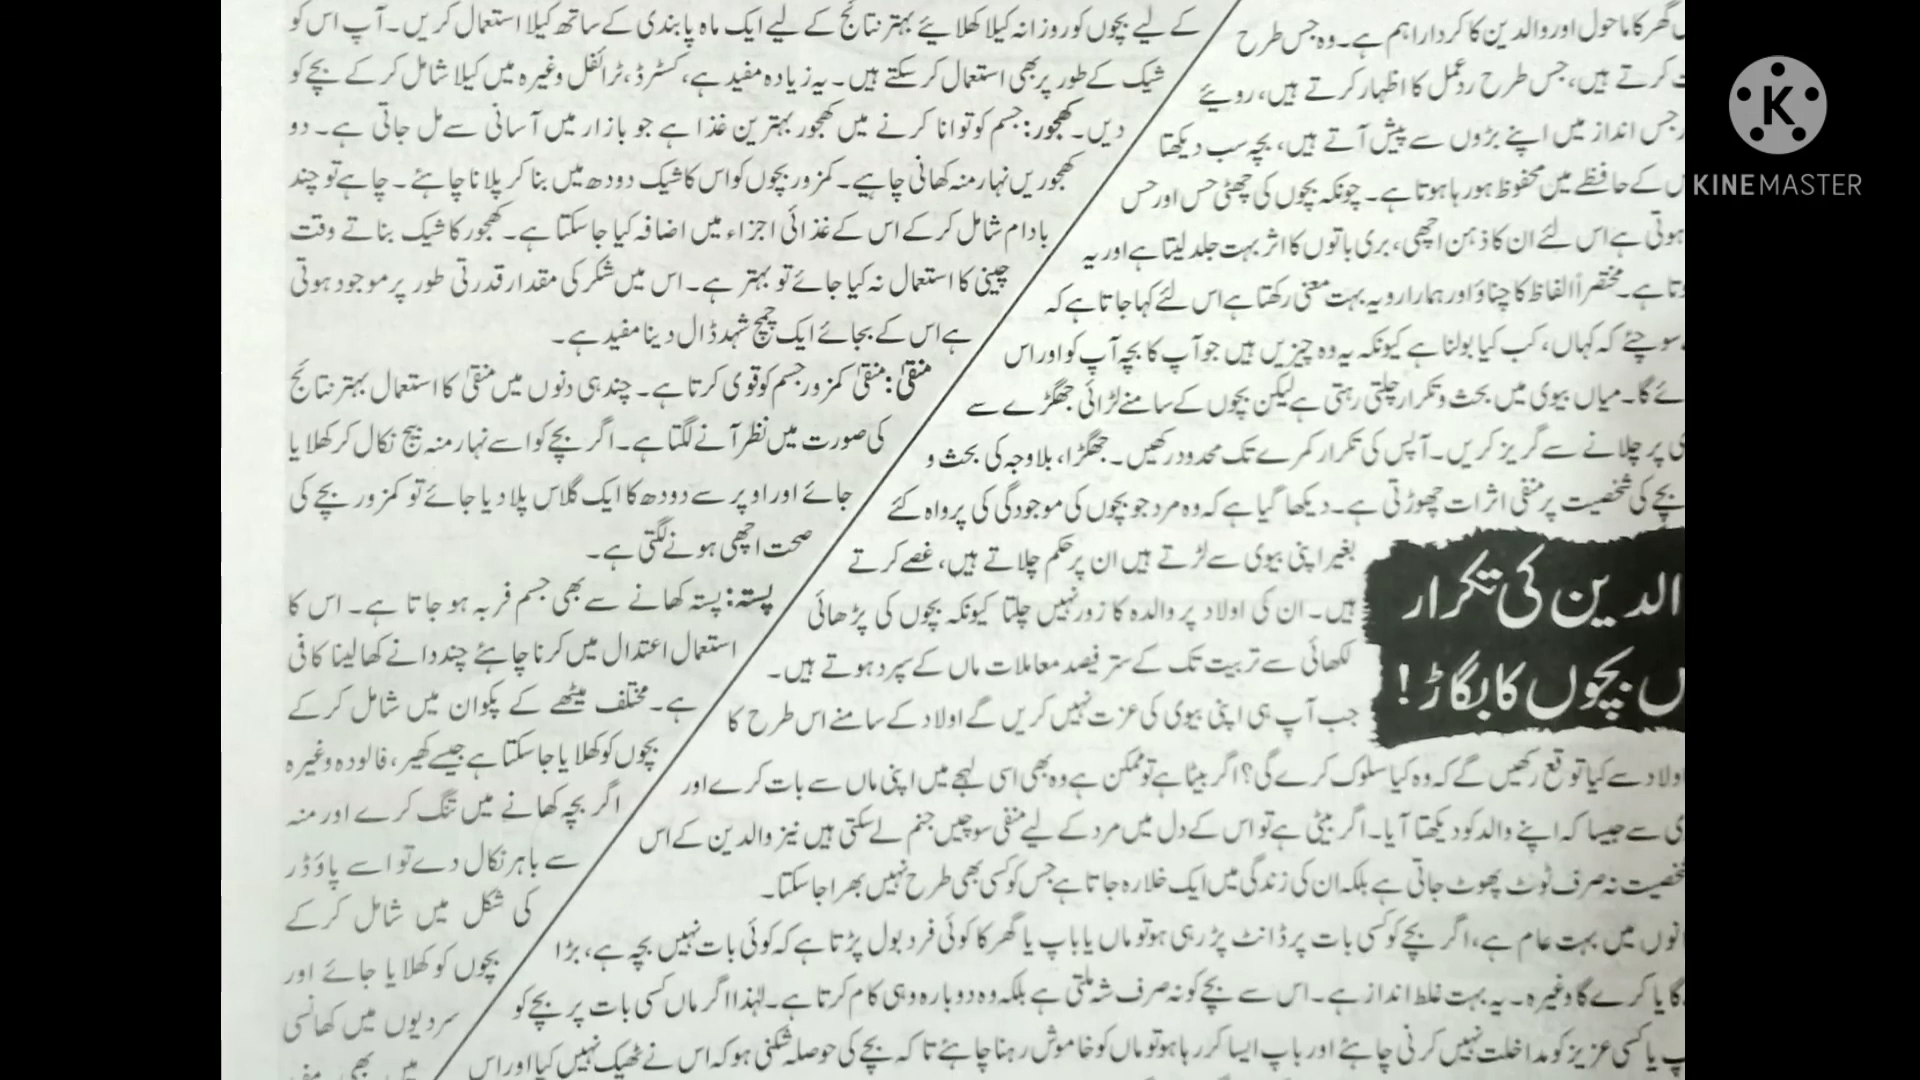 گھر کا ماحول اور والدین کا کردار اہم ہے۔ وہ جس طرح
کرتے ہیں، جس طرح ردعمل کا اظہار کرتے ہیں، رویئے
جس انداز میں اپنے بڑوں سے پیش آتے ہیں، بچہ سب دیکھتا
کے حافظے میں محفوظ ہو رہا ہوتا ہے۔ چونکہ بچوں کی چھٹی حس اور حس
ہوتی ہے اس لئے ان کا ذہن اچھی، بری باتوں کا اثر بہت جلد لیتا ہے اور یہ
ہے۔ مختصراً الفاظ کا چناؤ اور ہمارا رویہ بہت معنی رکھتا ہے اس لئے کہا جاتا ہے کہ
سوچئے کہ کہاں، کب کیا بولنا ہے کیونکہ یہ وہ چیزیں ہیں جو آپ کا بچہ آپ کو اور اس
گا۔ میاں بیوی میں بحث و تکرار چلتی رہتی ہے لیکن بچوں کے سامنے لڑائی جھگڑے سے
پر چلانے سے گریز کریں۔ آپس کی تکرار کمرے تک محدود رکھیں۔ جھگڑا، بلاوجہ کی بحث و
بچے کی شخصیت پر منفی اثرات چھوڑتی ہے۔ دیکھا گیا ہے کہ وہ مرد جو بچوں کی موجودگی کی پرواہ کئے
بغیر اپنی بیوی سے لڑتے ہیں ان پر حکم چلاتے ہیں، غصے کرتے
ہیں۔ ان کی اولاد پر والدہ کا زور نہیں چلتا کیونکہ بچوں کی پڑھائی
لکھائی سے تربیت تک کے ستر فیصد معاملات ماں کے سپرد ہوتے ہیں۔
جب آپ ہی اپنی بیوی کی عزت نہیں کریں گے اولاد کے سامنے اس طرح کا
الدین کی تکرار
بچوں کا بگاڑ!
اولاد سے کیا توقع رکھیں گے کہ وہ کیا سلوک کرے گی؟ اگر بیٹا ہے تو ممکن ہے وہ بھی اسی لہجے میں اپنی ماں سے بات کرے اور
سے جیسا کہ اپنے والد کو دیکھتا آیا۔ اگر بیٹی ہے تو اس کے دل میں مرد کے لیے منفی سوچیں جنم لے سکتی ہیں نیز والدین کے اس
نہ صرف ٹوٹ پھوٹ جاتی ہے بلکہ ان کی زندگی میں ایک خلا رہ جاتا ہے جس کو کسی بھی طرح نہیں بھرا جا سکتا۔
میں بہت عام ہے، اگر بچے کو کسی بات پر ڈانٹ پڑ رہی ہو تو ماں یا باپ یا گھر کا کوئی فرد بول پڑتا ہے کہ کوئی بات نہیں بچہ ہے، بڑا
گا یا کرے گا وغیرہ۔ یہ بہت غلط انداز ہے۔ اس سے بچے کو نہ صرف شہ ملتی ہے بلکہ وہ دوبارہ وہی کام کرتا ہے۔ لہٰذا اگر ماں کسی بات پر بچے کو
یا کسی عزیز کو مداخلت نہیں کرنی چاہئے اور باپ ایسا کر رہا ہو تو ماں کو خاموش رہنا چاہئے تاکہ بچے کی حوصلہ شکنی ہو کہ اس نے ٹھیک نہیں کیا اور اس
کے لیے بچوں کو روزانہ کیلا کھلایئے بہتر نتائج کے لیے ایک ماہ پابندی کے ساتھ کیلا استعمال کریں۔ آپ اس کو
شیک کے طور پر بھی استعمال کر سکتے ہیں۔ یہ زیادہ مفید ہے، کسٹرڈ، ٹرائفل وغیرہ میں کیلا شامل کر کے بچے کو
دیں۔ کھجور: جسم کو توانا کرنے میں کھجور بہترین غذا ہے جو بازار میں آسانی سے مل جاتی ہے۔ دو
کھجوریں نہار منہ کھانی چاہیے۔ کمزور بچوں کو اس کا شیک دودھ میں بنا کر پلانا چاہئے۔ چاہے تو چند
بادام شامل کر کے اس کے غذائی اجزاء میں اضافہ کیا جا سکتا ہے۔ کھجور کا شیک بناتے وقت
چینی کا استعمال نہ کیا جائے تو بہتر ہے۔ اس میں شکر کی مقدار قدرتی طور پر موجود ہوتی
ہے اس کے بجائے ایک چمچ شہد ڈال دینا مفید ہے۔
منقیٰ: منقیٰ کمزور جسم کو قوی کرتا ہے۔ چند ہی دنوں میں منقیٰ کا استعمال بہتر نتائج
کی صورت میں نظر آنے لگتا ہے۔ اگر بچے کو اسے نہار منہ بیج نکال کر کھلایا
جائے اور اوپر سے دودھ کا ایک گلاس پلا دیا جائے تو کمزور بچے کی
صحت اچھی ہونے لگتی ہے۔
پستہ: پستہ کھانے سے بھی جسم فربہ ہو جاتا ہے۔ اس کا
استعمال اعتدال میں کرنا چاہئے چند دانے کھا لینا کافی
ہے۔ مختلف میٹھے کے پکوان میں شامل کر کے
بچوں کو کھلایا جا سکتا ہے جیسے کھیر، فالودہ وغیرہ
اگر بچہ کھانے میں تنگ کرے اور منہ
سے باہر نکال دے تو اسے پاؤڈر
کی شکل میں شامل کر کے
بچوں کو کھلایا جائے اور
سردیوں میں کھانسی
میں بھی
KINEMASTER